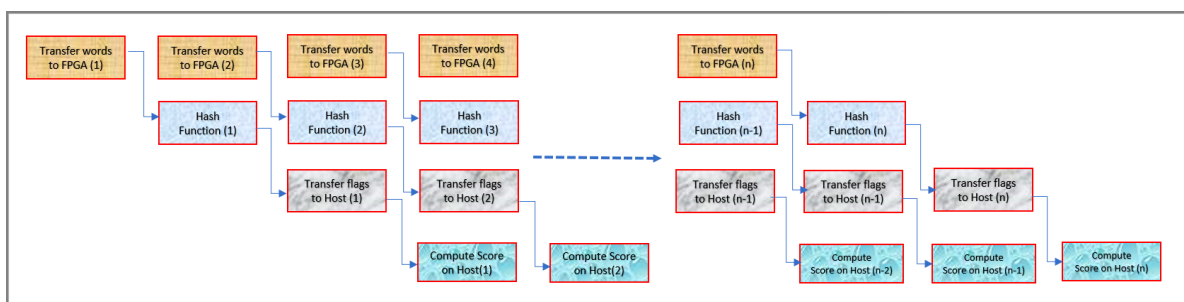 Transfer words
to FPGA (1)
Transfer words
to FPGA (2)
Transfer words
to FPGA (3)
Transfer words
to FPGA (4)
Transfer words
to FPGA (n)
Hash
Function (1)
Hash
Function (2)
Hash
Function (3)
Hash
Function (n-1)
Hash
Function (n)
Transfer flags
to Host (1)
Transfer flags
to Host (2)
Transfer flags
to Host (n-1)
Transfer flags
to Host (n-1)
Transfer flags
to Host (n)
Compute Score
on Host(1)
Compute Score
on Host(2)
Compute
Score on Host (n-2)
Compute
Score on Host (n-1)
Compute
Score on Host (n)